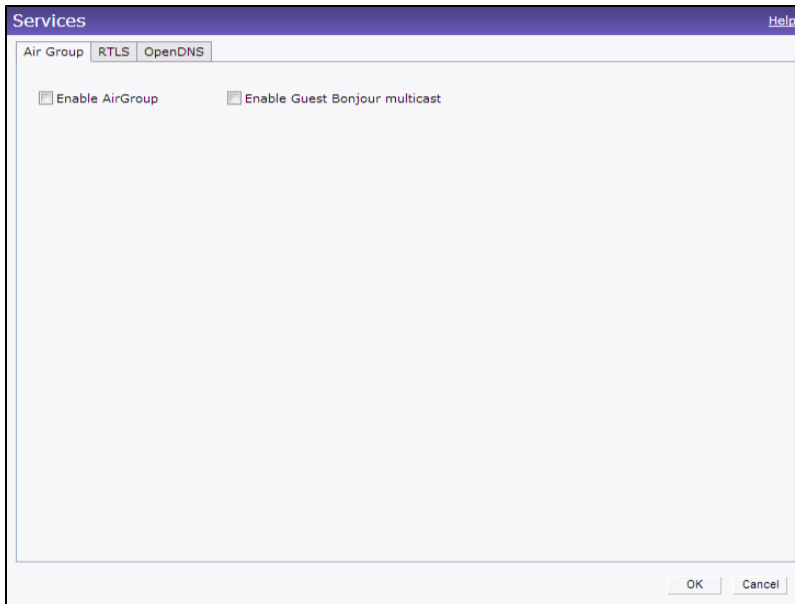 Services Help
Air Group RTLS OpenDNS
Enable AirGroup Enable Guest Bonjour multicast
OK Cancel